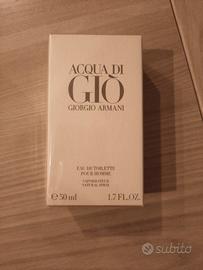 ACQUA DI
GIÒ
GIORGIO ARMANI
EAU DE TOILETTE
POUR HOMME
VAPORISATEUR
NATURAL SPRAY
e 50 ml 1.7 FL.OZ.
subito